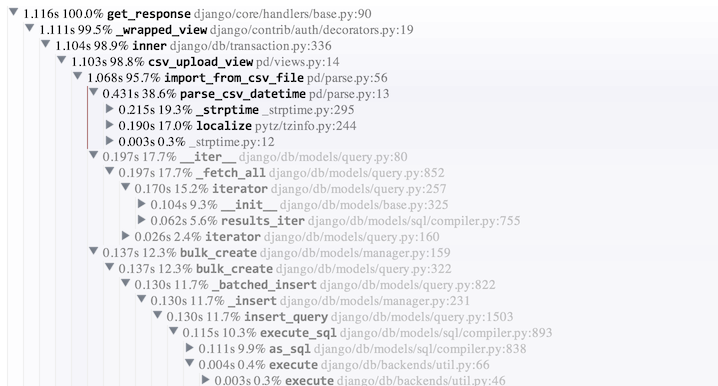 1.116s 100.0% get_response django/core/handlers/base.py:90
1.111s 99.5% _wrapped_view django/contrib/auth/decorators.py:19
1.104s 98.9% inner django/db/transaction.py:336
1.103s 98.8% csv_upload_view pd/views.py:14
1.068s 95.7% import_from_csv_file pd/parse.py:56
0.431s 38.6% parse_csv_datetime pd/parse.py:13
0.215s 19.3% _strptime _strptime.py:295
0.190s 17.0% localize pytz/tzinfo.py:244
0.003s 0.3% _strptime.py:12
0.197s 17.7% __iter__ django/db/models/query.py:80
0.197s 17.7% _fetch_all django/db/models/query.py:852
0.170s 15.2% iterator django/db/models/query.py:257
0.104s 9.3% __init__ django/db/models/base.py:325
0.062s 5.6% results_iter django/db/models/sql/compiler.py:755
0.026s 2.4% iterator django/db/models/query.py:160
0.137s 12.3% bulk_create django/db/models/manager.py:159
0.137s 12.3% bulk_create django/db/models/query.py:322
0.130s 11.7% _batched_insert django/db/models/query.py:822
0.130s 11.7% _insert django/db/models/manager.py:231
0.130s 11.7% insert_query django/db/models/query.py:1503
0.115s 10.3% execute_sql django/db/models/sql/compiler.py:893
0.111s 9.9% as_sql django/db/models/sql/compiler.py:838
0.004s 0.4% execute django/db/backends/util.py:66
0.003s 0.3% execute django/db/backends/util.py:46